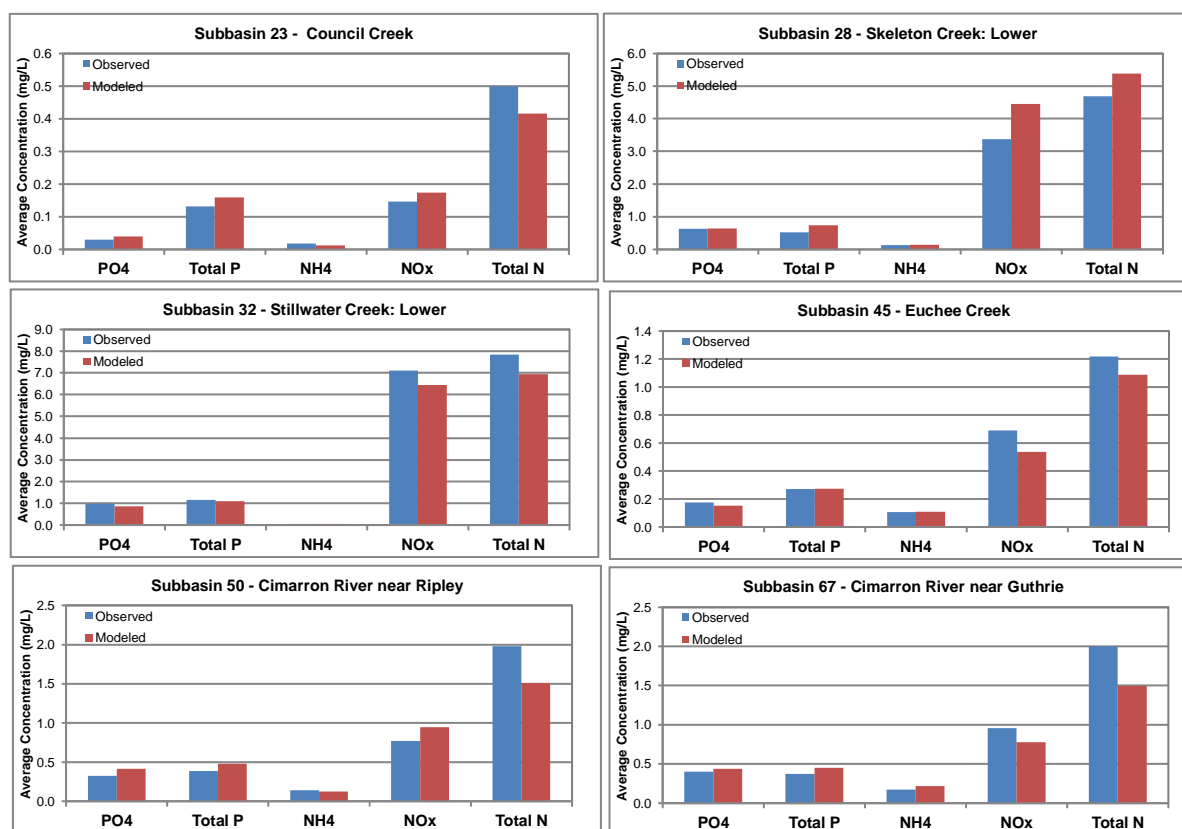 Subbasin 23 - Council Creek
Average Concentration (mg/L)
0.6
0.5
0.4
0.3
0.2
0.1
0.0
Observed
Modeled
PO4 Total P NH4 NOx Total N
Subbasin 28 - Skeleton Creek: Lower
Average Concentration (mg/L)
6.0
5.0
4.0
3.0
2.0
1.0
0.0
Observed
Modeled
PO4 Total P NH4 NOx Total N
Subbasin 32 - Stillwater Creek: Lower
Average Concentration (mg/L)
9.0
8.0
7.0
6.0
5.0
4.0
3.0
2.0
1.0
0.0
Observed
Modeled
PO4 Total P NH4 NOx Total N
Subbasin 45 - Euchee Creek
Average Concentration (mg/L)
1.4
1.2
1.0
0.8
0.6
0.4
0.2
0.0
Observed
Modeled
PO4 Total P NH4 NOx Total N
Subbasin 50 - Cimarron River near Ripley
Average Concentration (mg/L)
2.5
2.0
1.5
1.0
0.5
0.0
Observed
Modeled
PO4 Total P NH4 NOx Total N
Subbasin 67 - Cimarron River near Guthrie
Average Concentration (mg/L)
2.5
2.0
1.5
1.0
0.5
0.0
Observed
Modeled
PO4 Total P NH4 NOx Total N